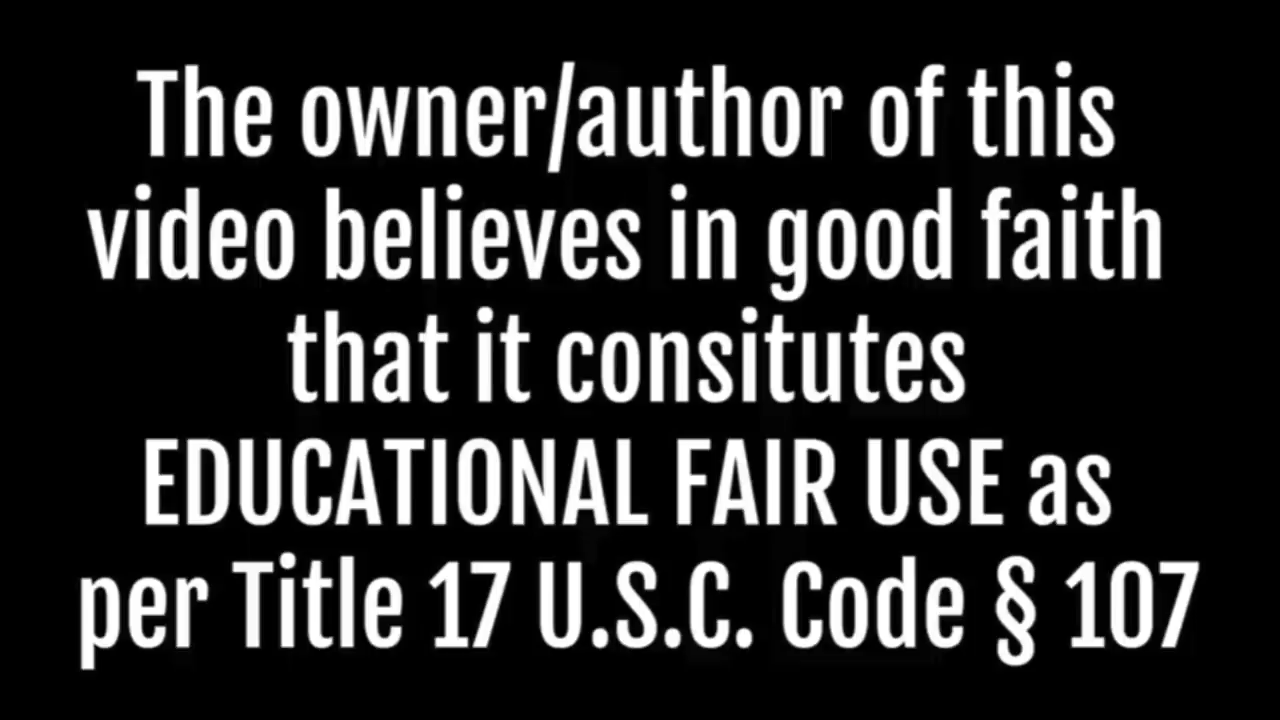 The owner/author of this
video believes in good faith
that it consitutes
EDUCATIONAL FAIR USE as
per Title 17 U.S.C. Code § 107